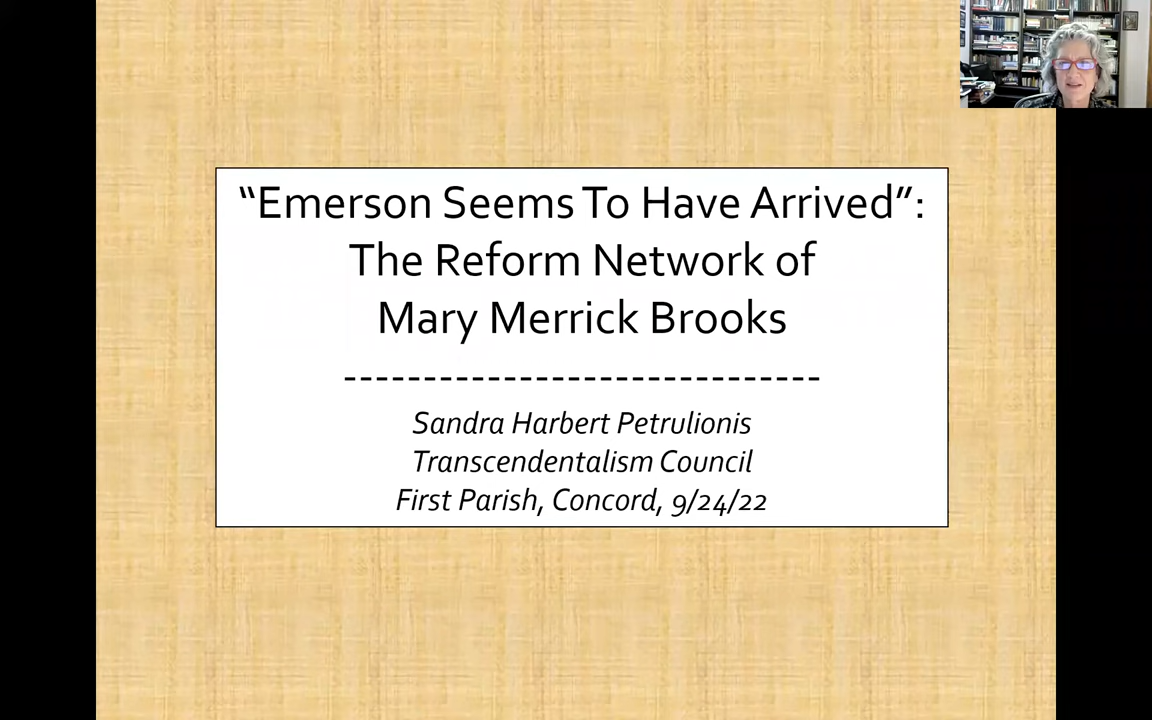 “Emerson Seems To Have Arrived”:
The Reform Network of
Mary Merrick Brooks
------------------------------
Sandra Harbert Petrulionis
Transcendentalism Council
First Parish, Concord, 9/24/22